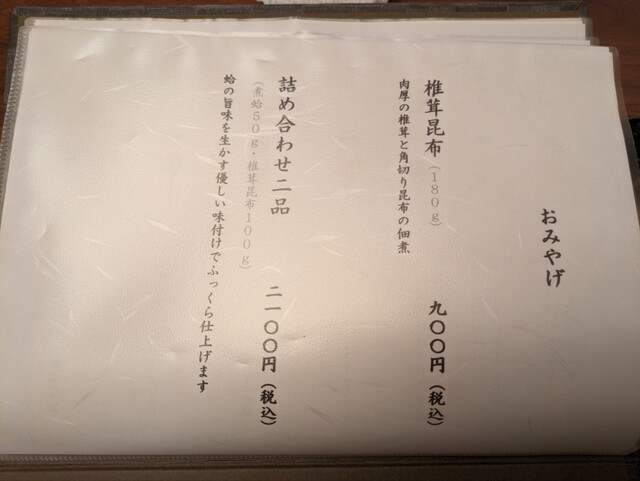 おみやげ
椎茸昆布（１８０ｇ） 九〇〇円（税込）
肉厚の椎茸と角切り昆布の佃煮
詰め合わせ二品 二一〇〇円（税込）
（煮蛤５０ｇ・椎茸昆布１００ｇ）
蛤の旨味を生かす優しい味付けでふっくら仕上げます